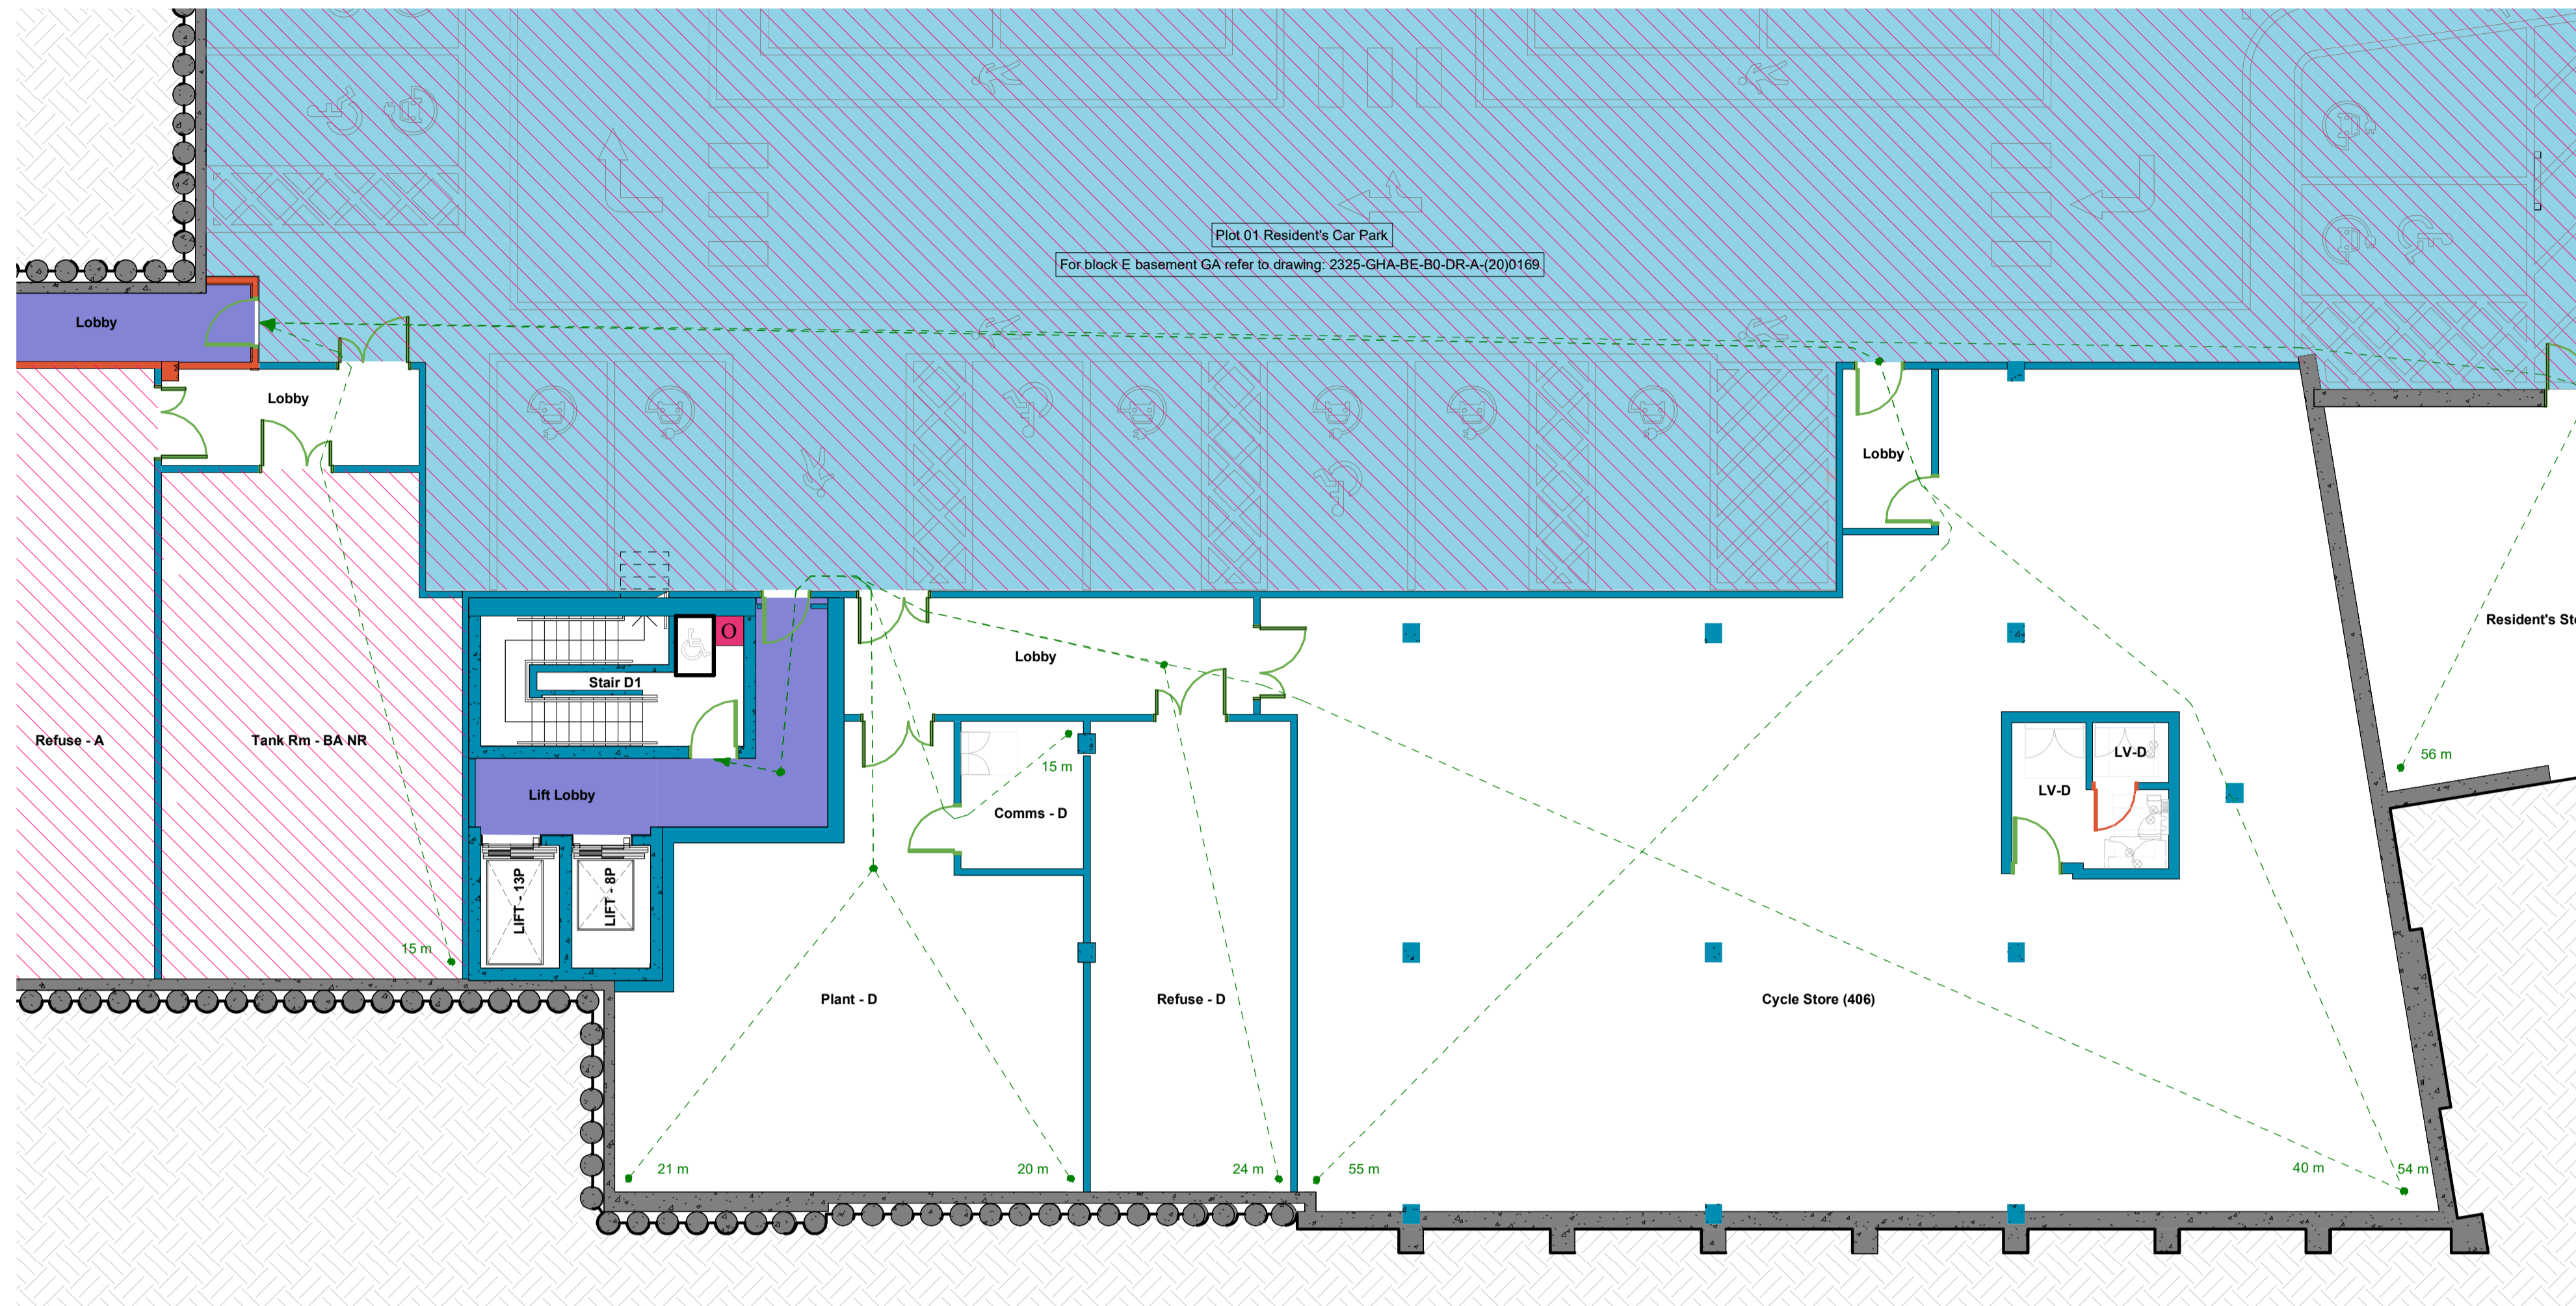 Plot 01 Resident's Car Park
For block E basement GA refer to drawing: 2325-GHA-BE-B0-DR-A-(20)0169
Lobby
Lobby
Lobby
Resident's St
O
Lobby
Stair D1
Refuse - A
Tank Rm - BA NR
LV-D
LV-D
56 m
15 m
Lift Lobby
Comms - D
LIFT - 13P
LIFT - 8P
15 m
Plant - D
Refuse - D
Cycle Store (406)
21 m
20 m
24 m
55 m
40 m
54 m